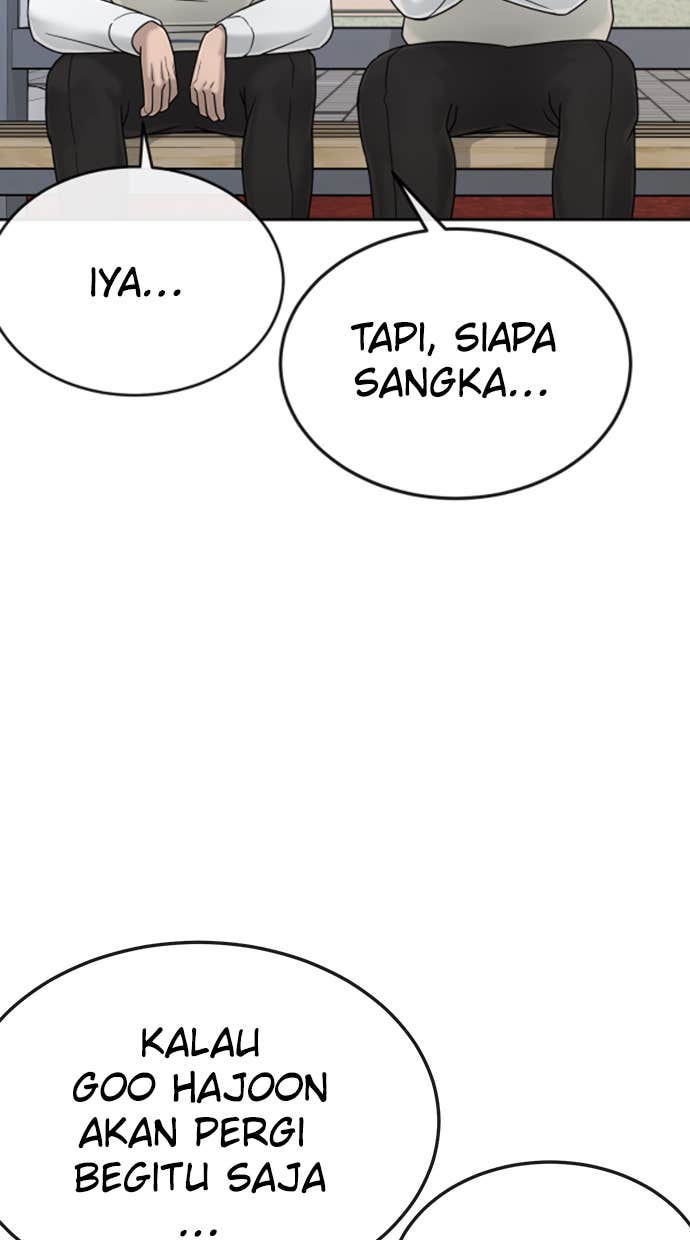 IYA...
TAPI, SIAPA
SANGKA...
KALAU
GOO HAJOON
AKAN PERGI
BEGITU SAJA
...